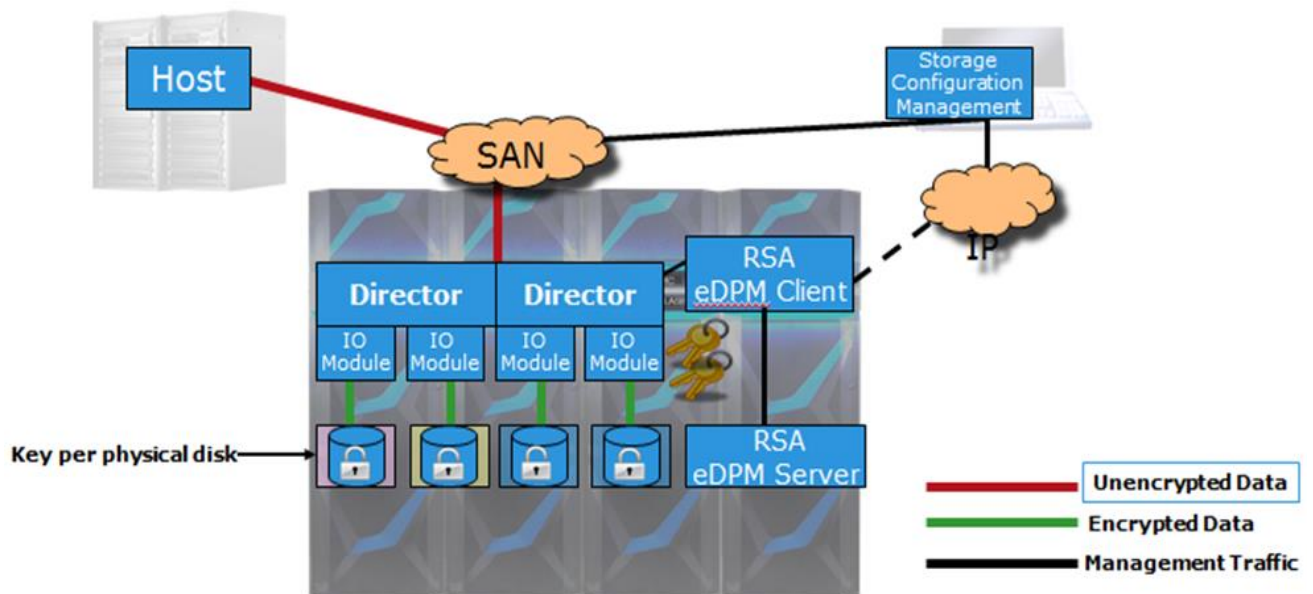 Host
Storage
Configuration
Management
SAN
IP
RSA
eDPM Client
Director
Director
IO
Module
IO
Module
IO
Module
IO
Module
Key per physical disk
RSA
eDPM Server
Unencrypted Data
Encrypted Data
Management Traffic